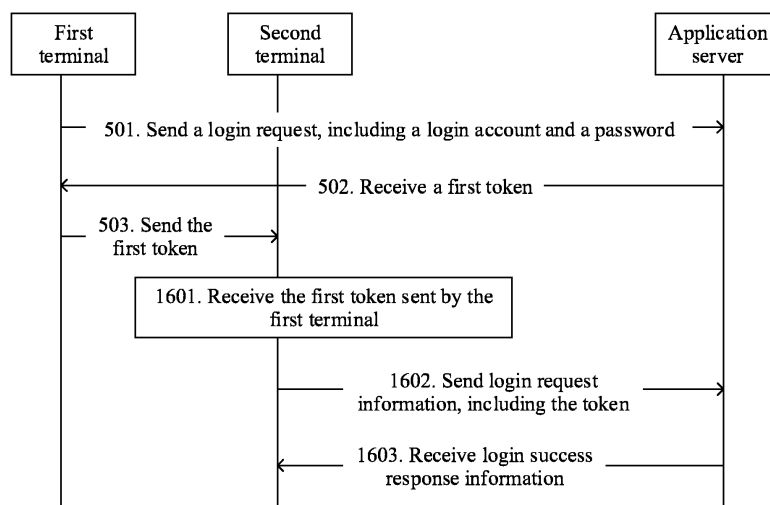 First
terminal
Second
terminal
Application
server
501. Send a login request, including a login account and a password
502. Receive a first token
503. Send the
first token
1601. Receive the first token sent by the
first terminal
1602. Send login request
information, including the token
1603. Receive login success
response information